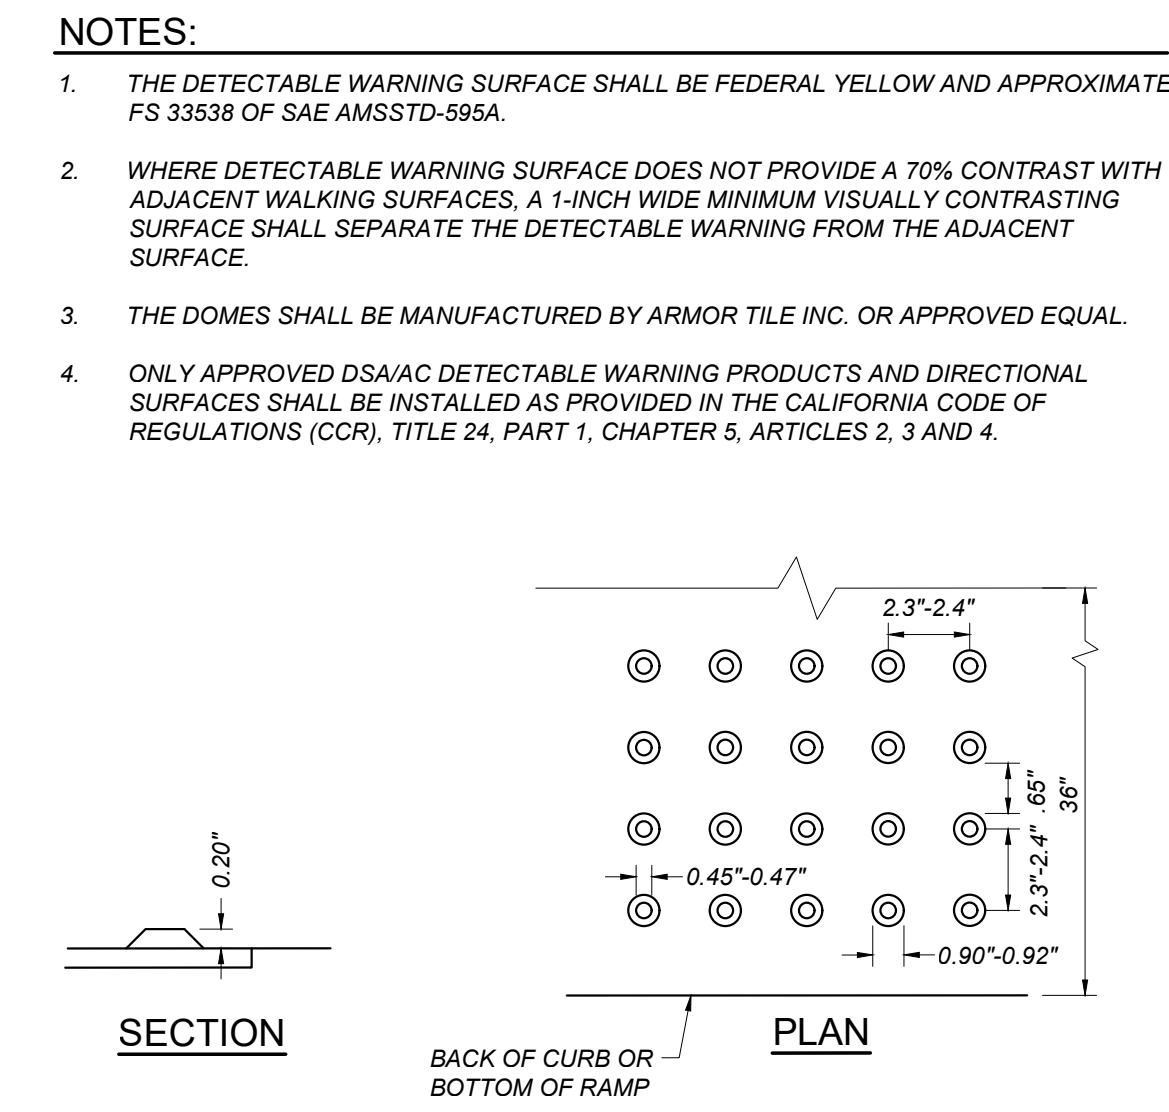 NOTES:
1. THE DETECTABLE WARNING SURFACE SHALL BE FEDERAL YELLOW AND APPROXIMATE
FS 33538 OF SAE AMSSTD-595A.
2. WHERE DETECTABLE WARNING SURFACE DOES NOT PROVIDE A 70% CONTRAST WITH
ADJACENT WALKING SURFACES, A 1-INCH WIDE MINIMUM VISUALLY CONTRASTING
SURFACE SHALL SEPARATE THE DETECTABLE WARNING FROM THE ADJACENT
SURFACE.
3. THE DOMES SHALL BE MANUFACTURED BY ARMOR TILE INC. OR APPROVED EQUAL.
4. ONLY APPROVED DSA/AC DETECTABLE WARNING PRODUCTS AND DIRECTIONAL
SURFACES SHALL BE INSTALLED AS PROVIDED IN THE CALIFORNIA CODE OF
REGULATIONS (CCR), TITLE 24, PART 1, CHAPTER 5, ARTICLES 2, 3 AND 4.
2.3"-2.4"
.65"
36"
2.3"-2.4"
0.20"
0.45"-0.47"
0.90"-0.92"
SECTION
PLAN
BACK OF CURB OR
BOTTOM OF RAMP